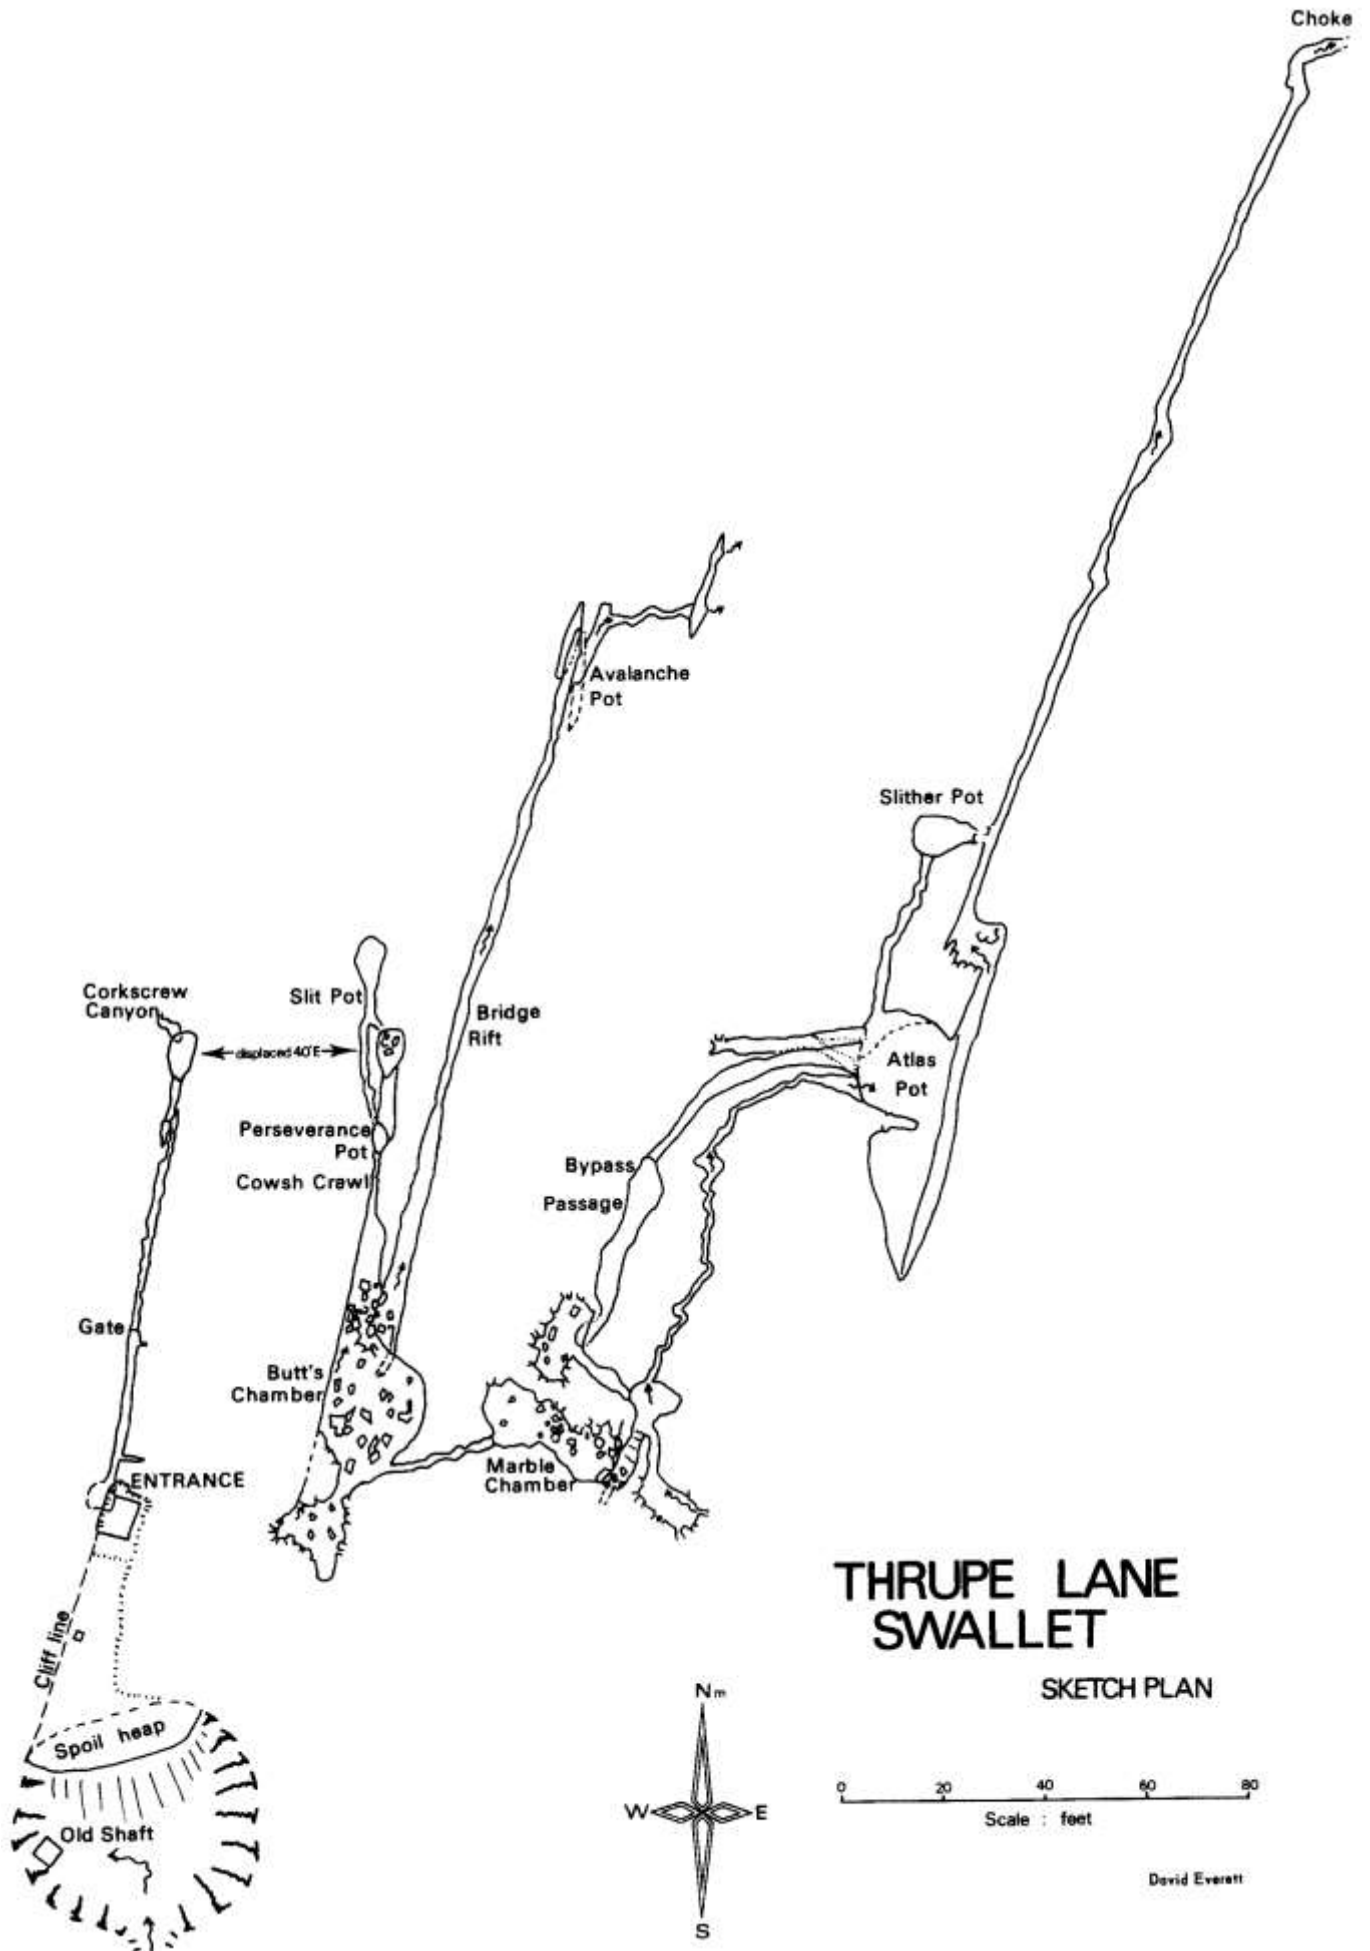 Choke
Avalanche
Pot
Slither Pot
Corkscrew
Canyon
displaced 40'E
Slit Pot
Bridge
Rift
Atlas
Pot
Perseverance
Pot
Cowsh Crawl
Bypass
Passage
Gate
Butt's
Chamber
Marble
Chamber
ENTRANCE
Cliff line
Spoil heap
Old Shaft
THRUPE LANE
SWALLET
SKETCH PLAN
Nm
W E
S
0 20 40 60 80
Scale : feet
David Everett